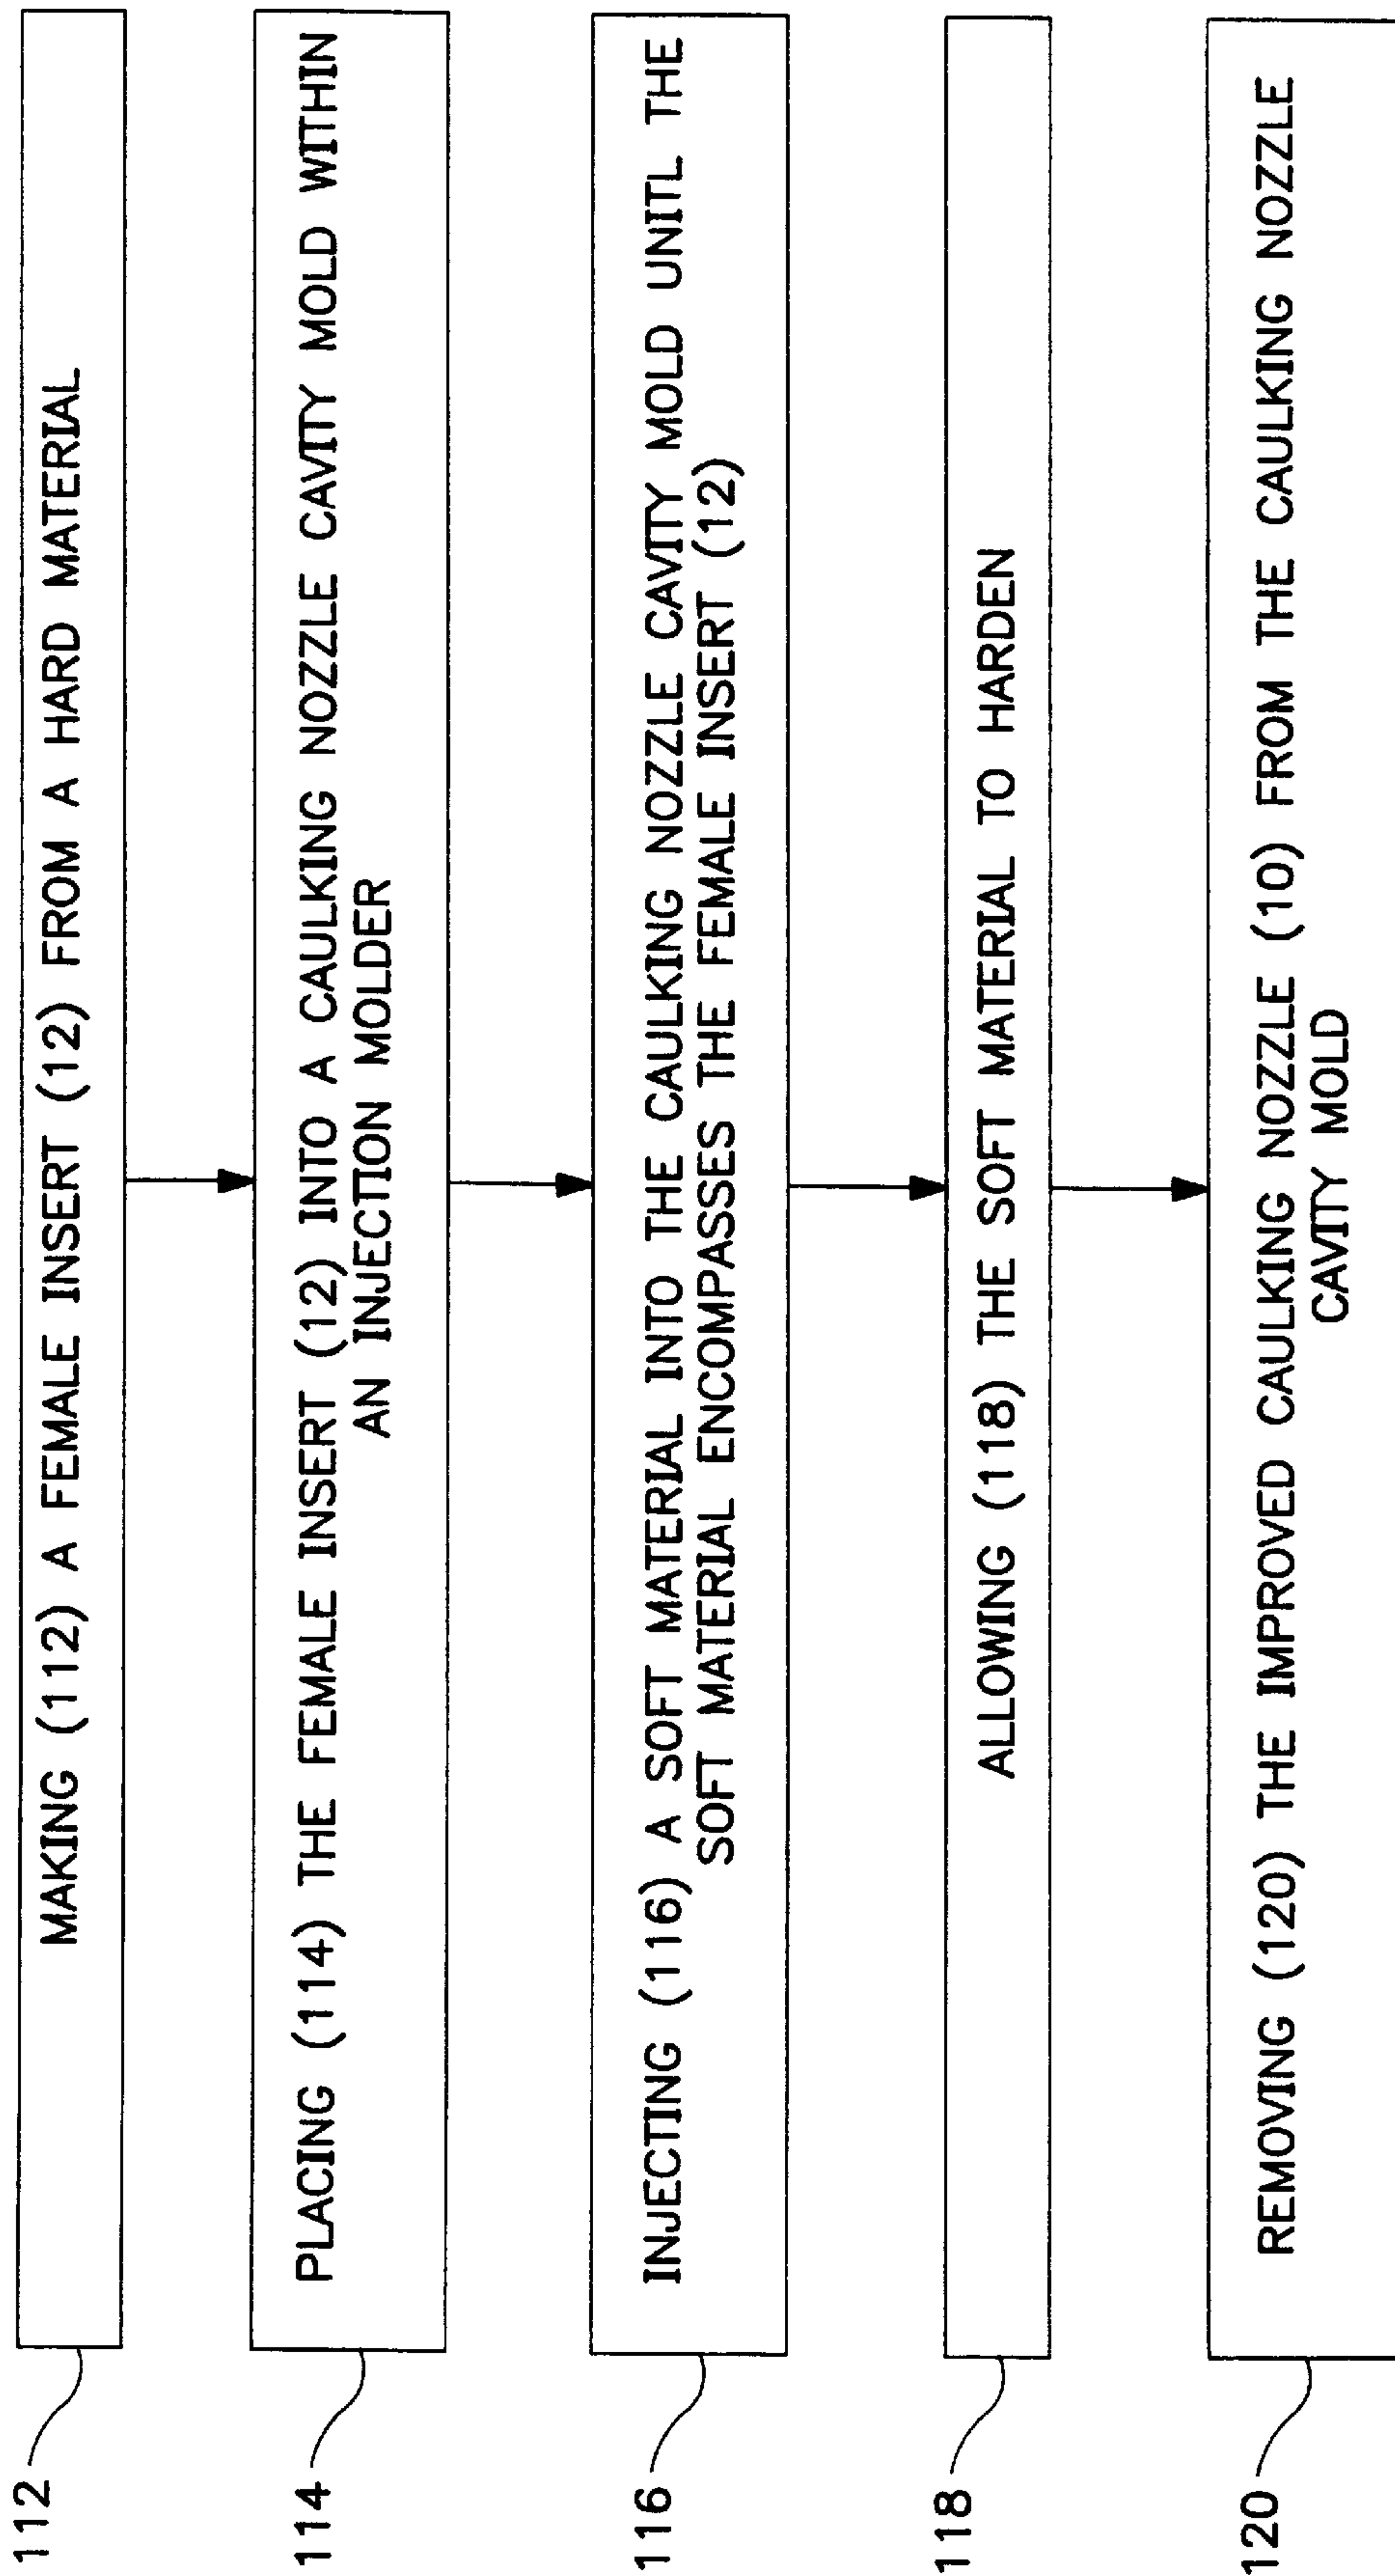 112
MAKING (112) A FEMALE INSERT (12) FROM A HARD MATERIAL
114
PLACING (114) THE FEMALE INSERT (12) INTO A CAULKING NOZZLE CAVITY MOLD WITHIN
AN INJECTION MOLDER
116
INJECTING (116) A SOFT MATERIAL INTO THE CAULKING NOZZLE CAVITY MOLD UNITL THE
SOFT MATERIAL ENCOMPASSES THE FEMALE INSERT (12)
118
ALLOWING (118) THE SOFT MATERIAL TO HARDEN
120
REMOVING (120) THE IMPROVED CAULKING NOZZLE (10) FROM THE CAULKING NOZZLE
CAVITY MOLD